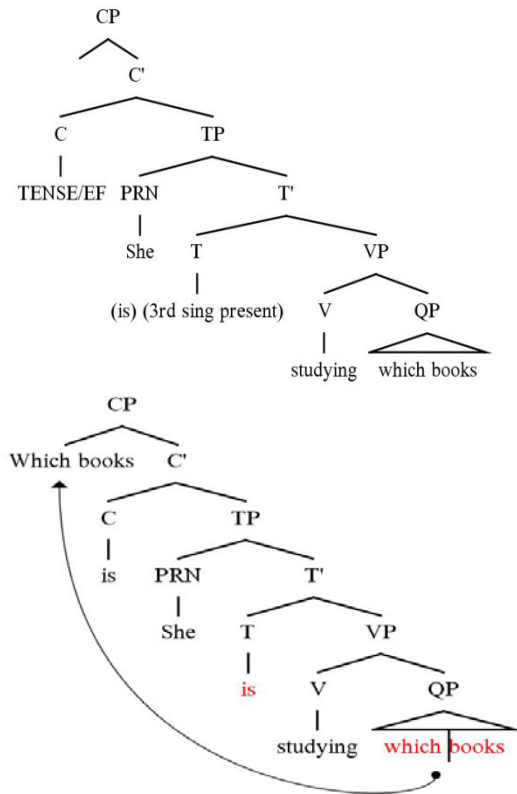 CP
C'
C TP
TENSE/EF PRN T'
She T VP
(is) (3rd sing present) V QP
studying which books
CP
Which books C'
C TP
is PRN T'
She T VP
is V QP
studying which books